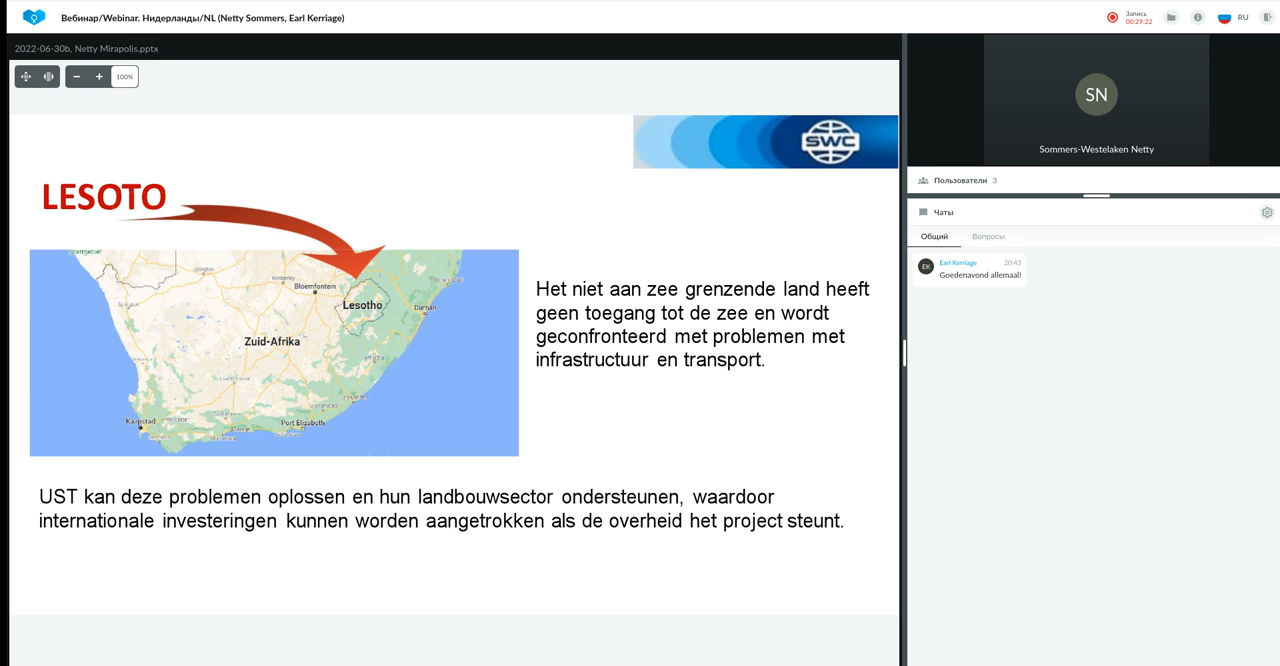 Вебинар/Webinar. Нидерланды/NL (Netty Sommers, Earl Kerriage)
Запись
00:29:22
RU
2022-06-30b, Netty Mirapolis.pptx
100%
SWC
LESOTO
Bloemfontein
Lesotho
Durban
Zuid-Afrika
Kaapstad
Port Elizabeth
Het niet aan zee grenzende land heeft
geen toegang tot de zee en wordt
geconfronteerd met problemen met
infrastructuur en transport.
UST kan deze problemen oplossen en hun landbouwsector ondersteunen, waardoor
internationale investeringen kunnen worden aangetrokken als de overheid het project steunt.
SN
Sommers-Westelaken Netty
Пользователи 3
Чаты
Общий Вопросы
EK
Earl Kerriage 20:43
Goedenavond allemaal!